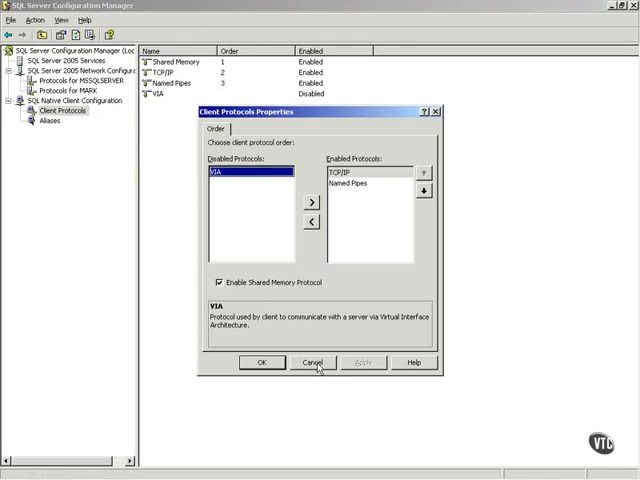 SQL Server Configuration Manager
File Action View Help
SQL Server Configuration Manager (Loc
SQL Server 2005 Services
SQL Server 2005 Network Configura
Protocols for MSSQLSERVER
Protocols for MARK
SQL Native Client Configuration
Client Protocols
Aliases
Name Order Enabled
Shared Memory 1 Enabled
TCP/IP 2 Enabled
Named Pipes 3 Enabled
VIA Disabled
Client Protocols Properties
Order
Choose client protocol order:
Disabled Protocols: Enabled Protocols:
VIA
TCP/IP
Named Pipes
Enable Shared Memory Protocol
VIA
Protocol used by client to communicate with a server via Virtual Interface
Architecture.
OK Cancel Apply Help
VTC